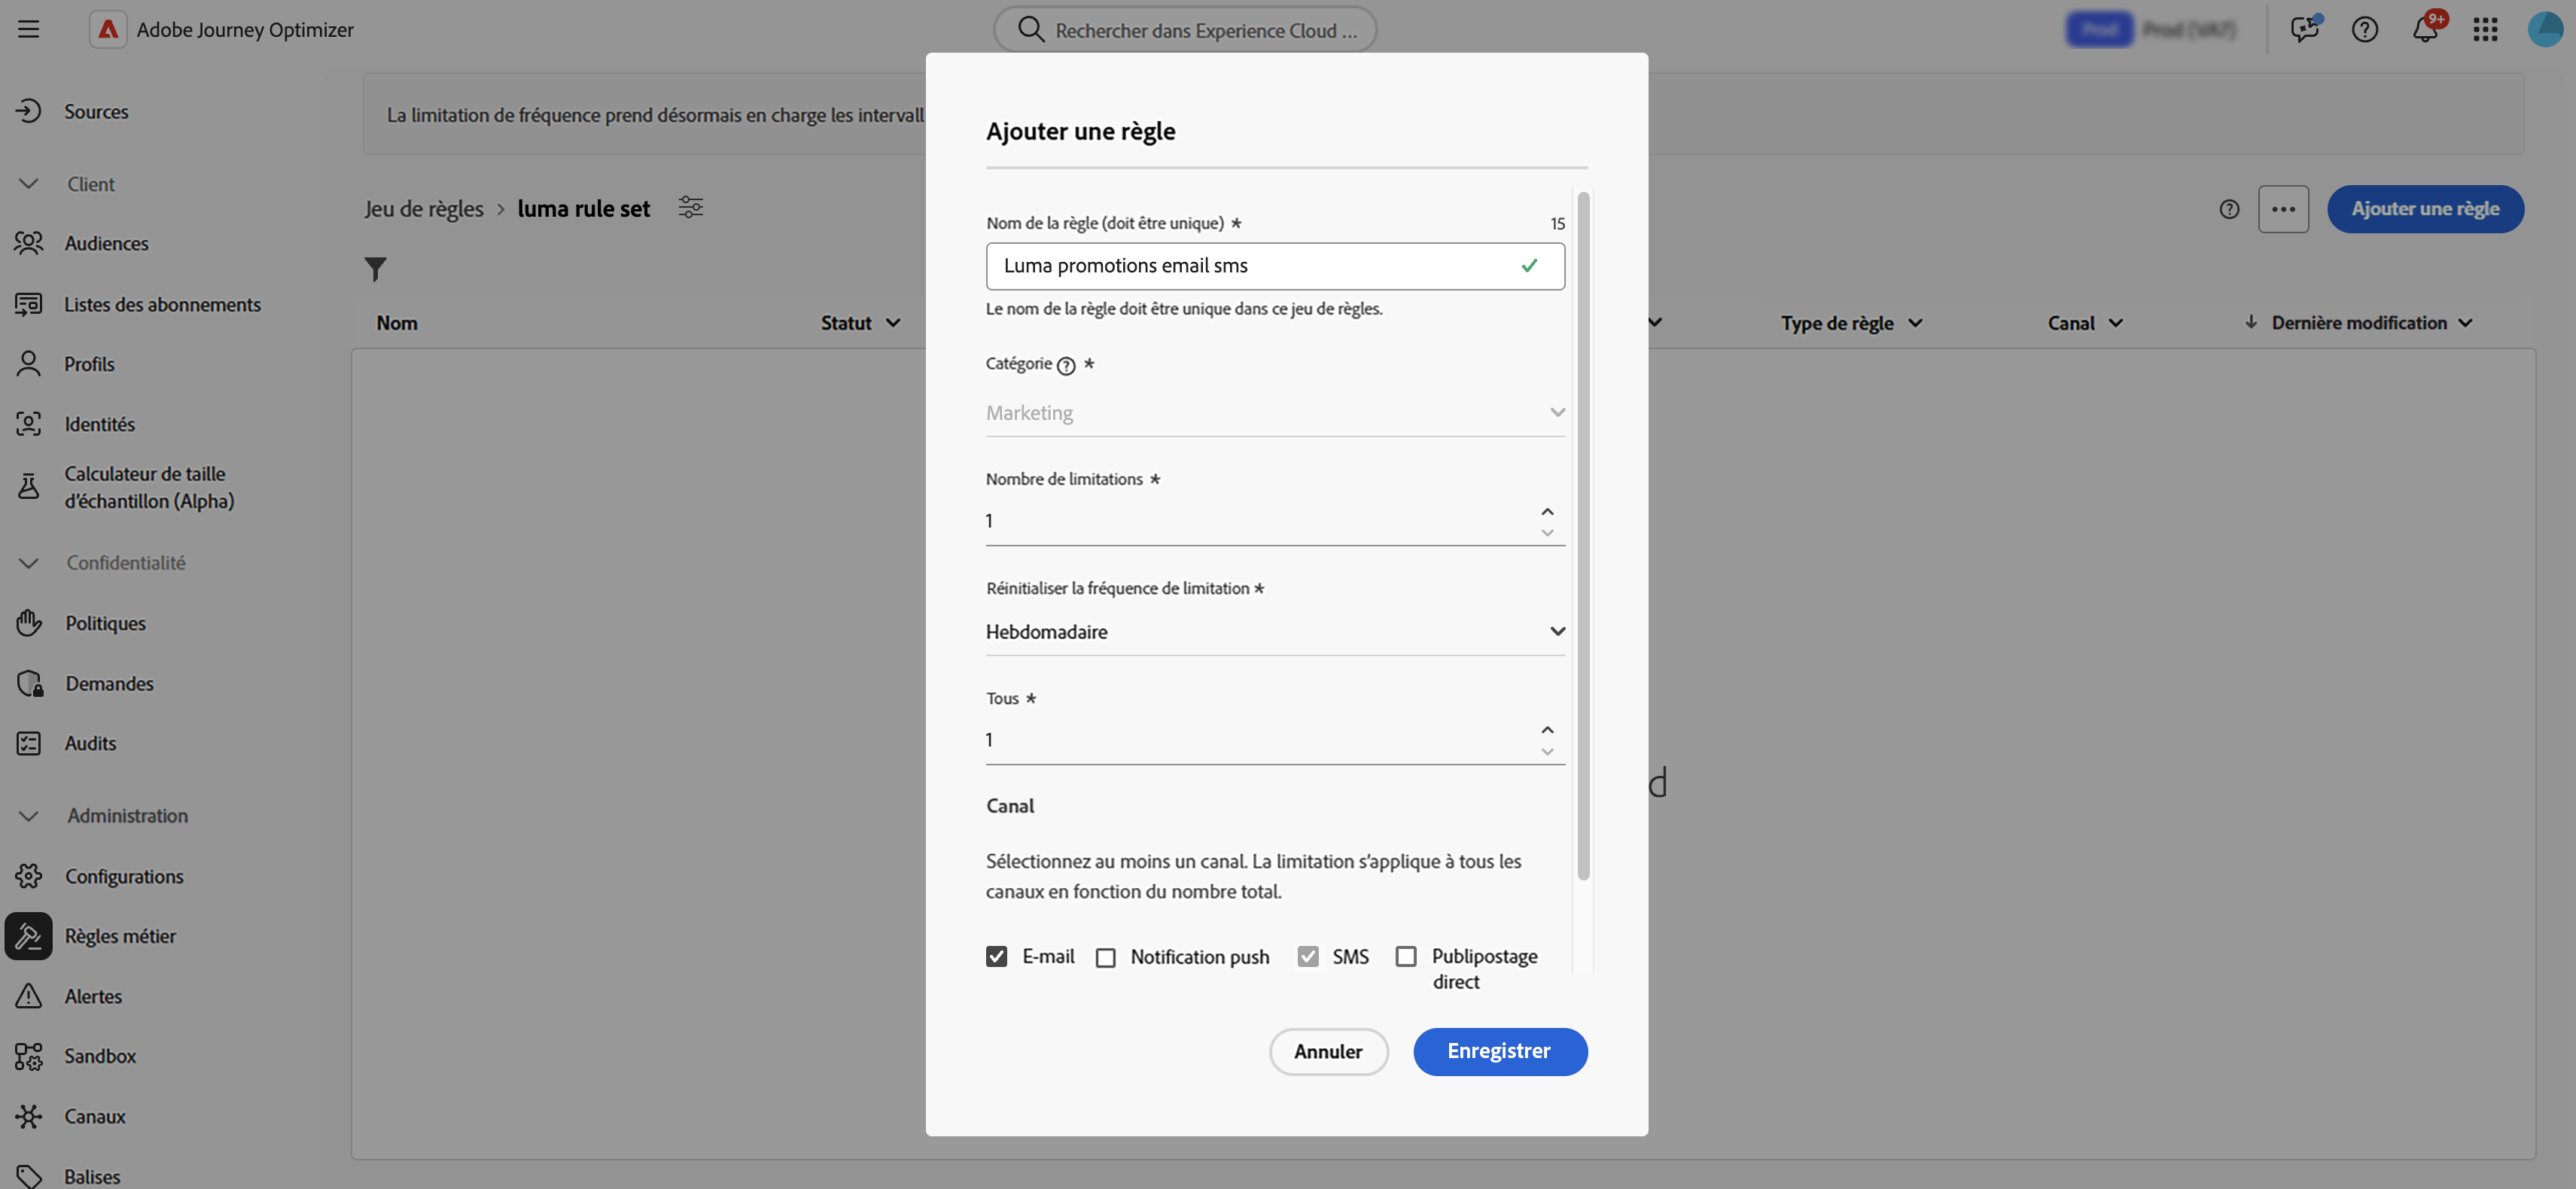 Adobe Journey Optimizer
Rechercher dans Experience Cloud ...
9+
Sources
Client
Audiences
Listes des abonnements
Profils
Identités
Calculateur de taille
d'échantillon (Alpha)
Confidentialité
Politiques
Demandes
Audits
Administration
Configurations
Règles métier
Alertes
Sandbox
Canaux
Balises
La limitation de fréquence prend désormais en charge les intervall
Jeu de règles > luma rule set
Ajouter une règle
Nom
Statut
Type de règle
Canal
Dernière modification
d
Ajouter une règle
Nom de la règle (doit être unique) *
15
Luma promotions email sms
Le nom de la règle doit être unique dans ce jeu de règles.
Catégorie ? *
Marketing
Nombre de limitations *
1
Réinitialiser la fréquence de limitation *
Hebdomadaire
Tous *
1
Canal
Sélectionnez au moins un canal. La limitation s'applique à tous les
canaux en fonction du nombre total.
E-mail
Notification push
SMS
Publipostage
direct
Annuler
Enregistrer